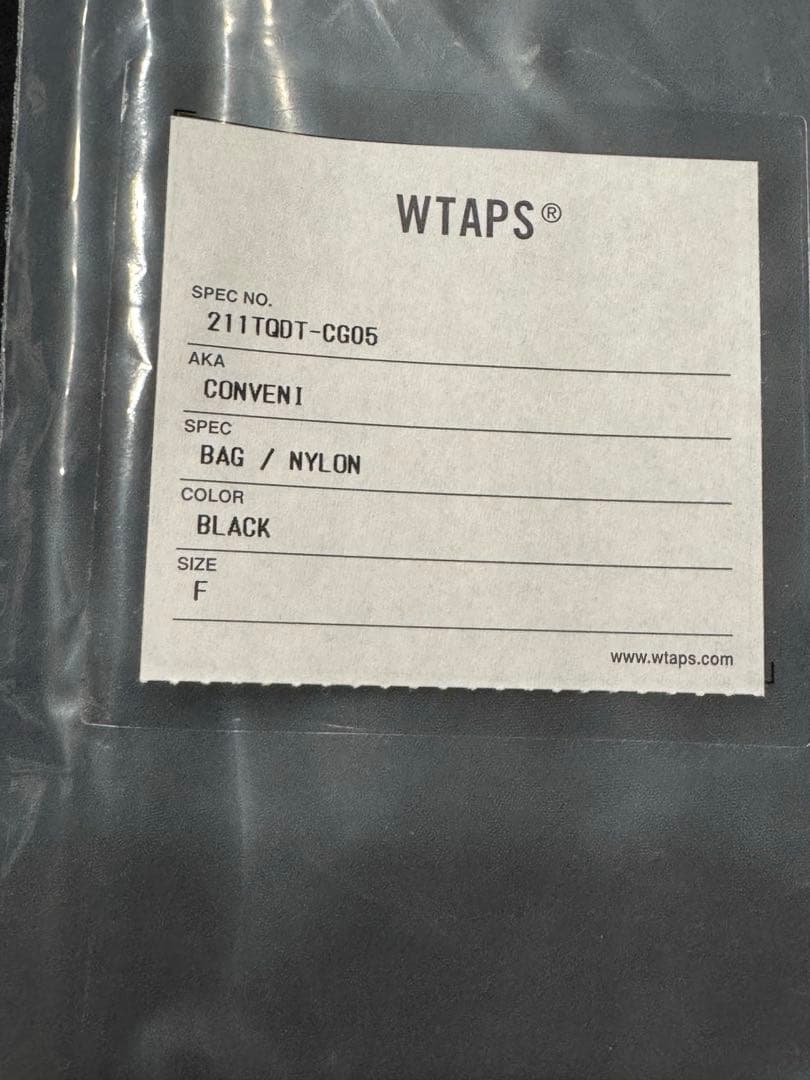 WTAPS®
SPEC NO.
211TQDT-CG05
AKA
CONVENI
SPEC
BAG / NYLON
COLOR
BLACK
SIZE
F
www.wtaps.com